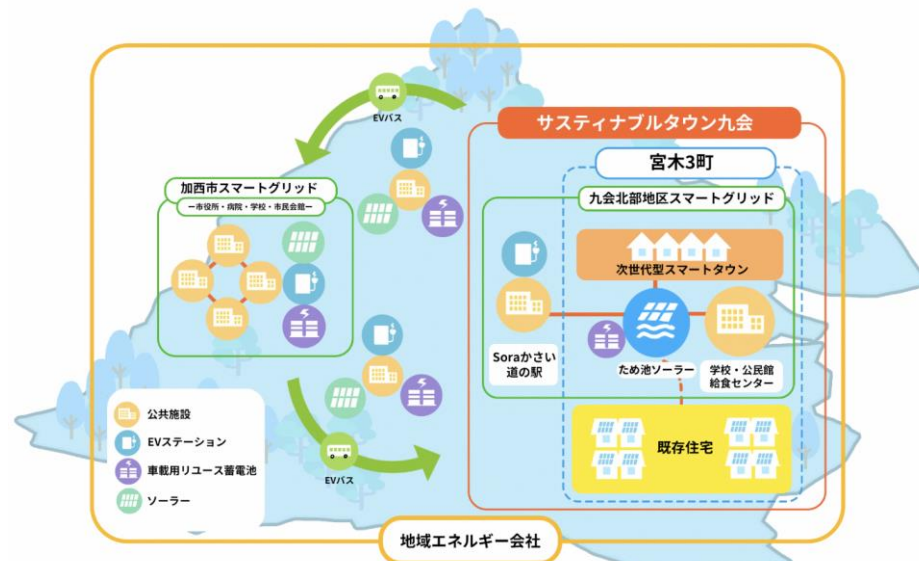 EVバス
サスティナブルタウン九会
宮木3町
加西市スマートグリッド
ー市役所・病院・学校・市民会館ー
九会北部地区スマートグリッド
次世代型スマートタウン
Soraかさい
道の駅
ため池ソーラー
学校・公民館
給食センター
公共施設
EVステーション
車載用リユース蓄電池
ソーラー
EVバス
既存住宅
地域エネルギー会社